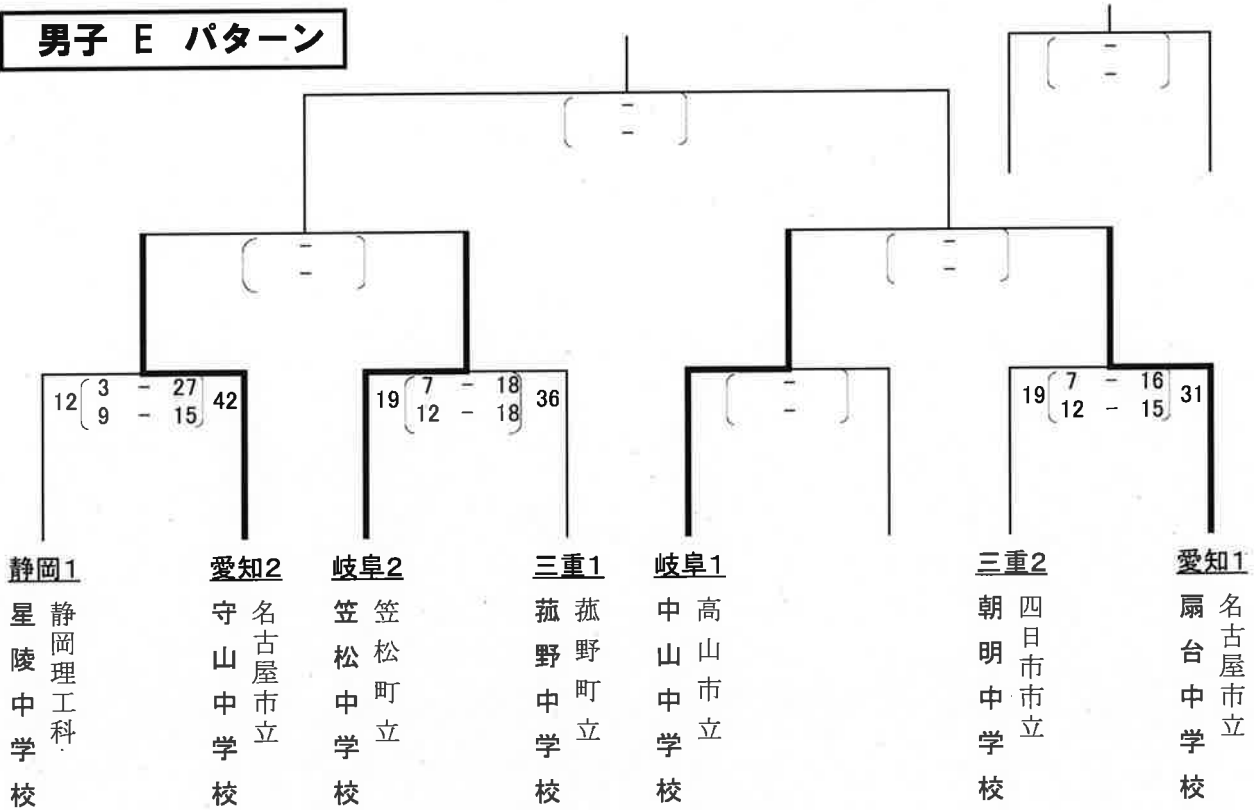 男子 E パターン
-
-
-
-
-
-
-
-
12 3 - 27 42
9 - 15
19 7 - 18 36
12 - 18
-
-
19 7 - 16 31
12 - 15
静岡1
静岡理工科
星陵中学校
愛知2
名古屋市立
守山中学校
岐阜2
笠松町立
笠松中学校
三重1
菰野町立
菰野中学校
岐阜1
高山市立
中山中学校
三重2
四日市市立
朝明中学校
愛知1
名古屋市立
扇台中学校